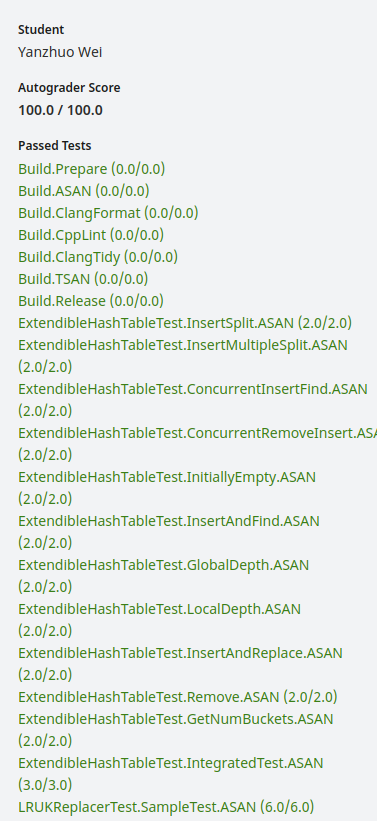 Student
Yanzhuo Wei
Autograder Score
100.0 / 100.0
Passed Tests
Build.Prepare (0.0/0.0)
Build.ASAN (0.0/0.0)
Build.ClangFormat (0.0/0.0)
Build.CppLint (0.0/0.0)
Build.ClangTidy (0.0/0.0)
Build.TSAN (0.0/0.0)
Build.Release (0.0/0.0)
ExtendibleHashTableTest.InsertSplit.ASAN (2.0/2.0)
ExtendibleHashTableTest.InsertMultipleSplit.ASAN
(2.0/2.0)
ExtendibleHashTableTest.ConcurrentInsertFind.ASAN
(2.0/2.0)
ExtendibleHashTableTest.ConcurrentRemoveInsert.ASA
(2.0/2.0)
ExtendibleHashTableTest.InitiallyEmpty.ASAN
(2.0/2.0)
ExtendibleHashTableTest.InsertAndFind.ASAN
(2.0/2.0)
ExtendibleHashTableTest.GlobalDepth.ASAN
(2.0/2.0)
ExtendibleHashTableTest.LocalDepth.ASAN
(2.0/2.0)
ExtendibleHashTableTest.InsertAndReplace.ASAN
(2.0/2.0)
ExtendibleHashTableTest.Remove.ASAN (2.0/2.0)
ExtendibleHashTableTest.GetNumBuckets.ASAN
(2.0/2.0)
ExtendibleHashTableTest.IntegratedTest.ASAN
(3.0/3.0)
LRUKReplacerTest.SampleTest.ASAN (6.0/6.0)